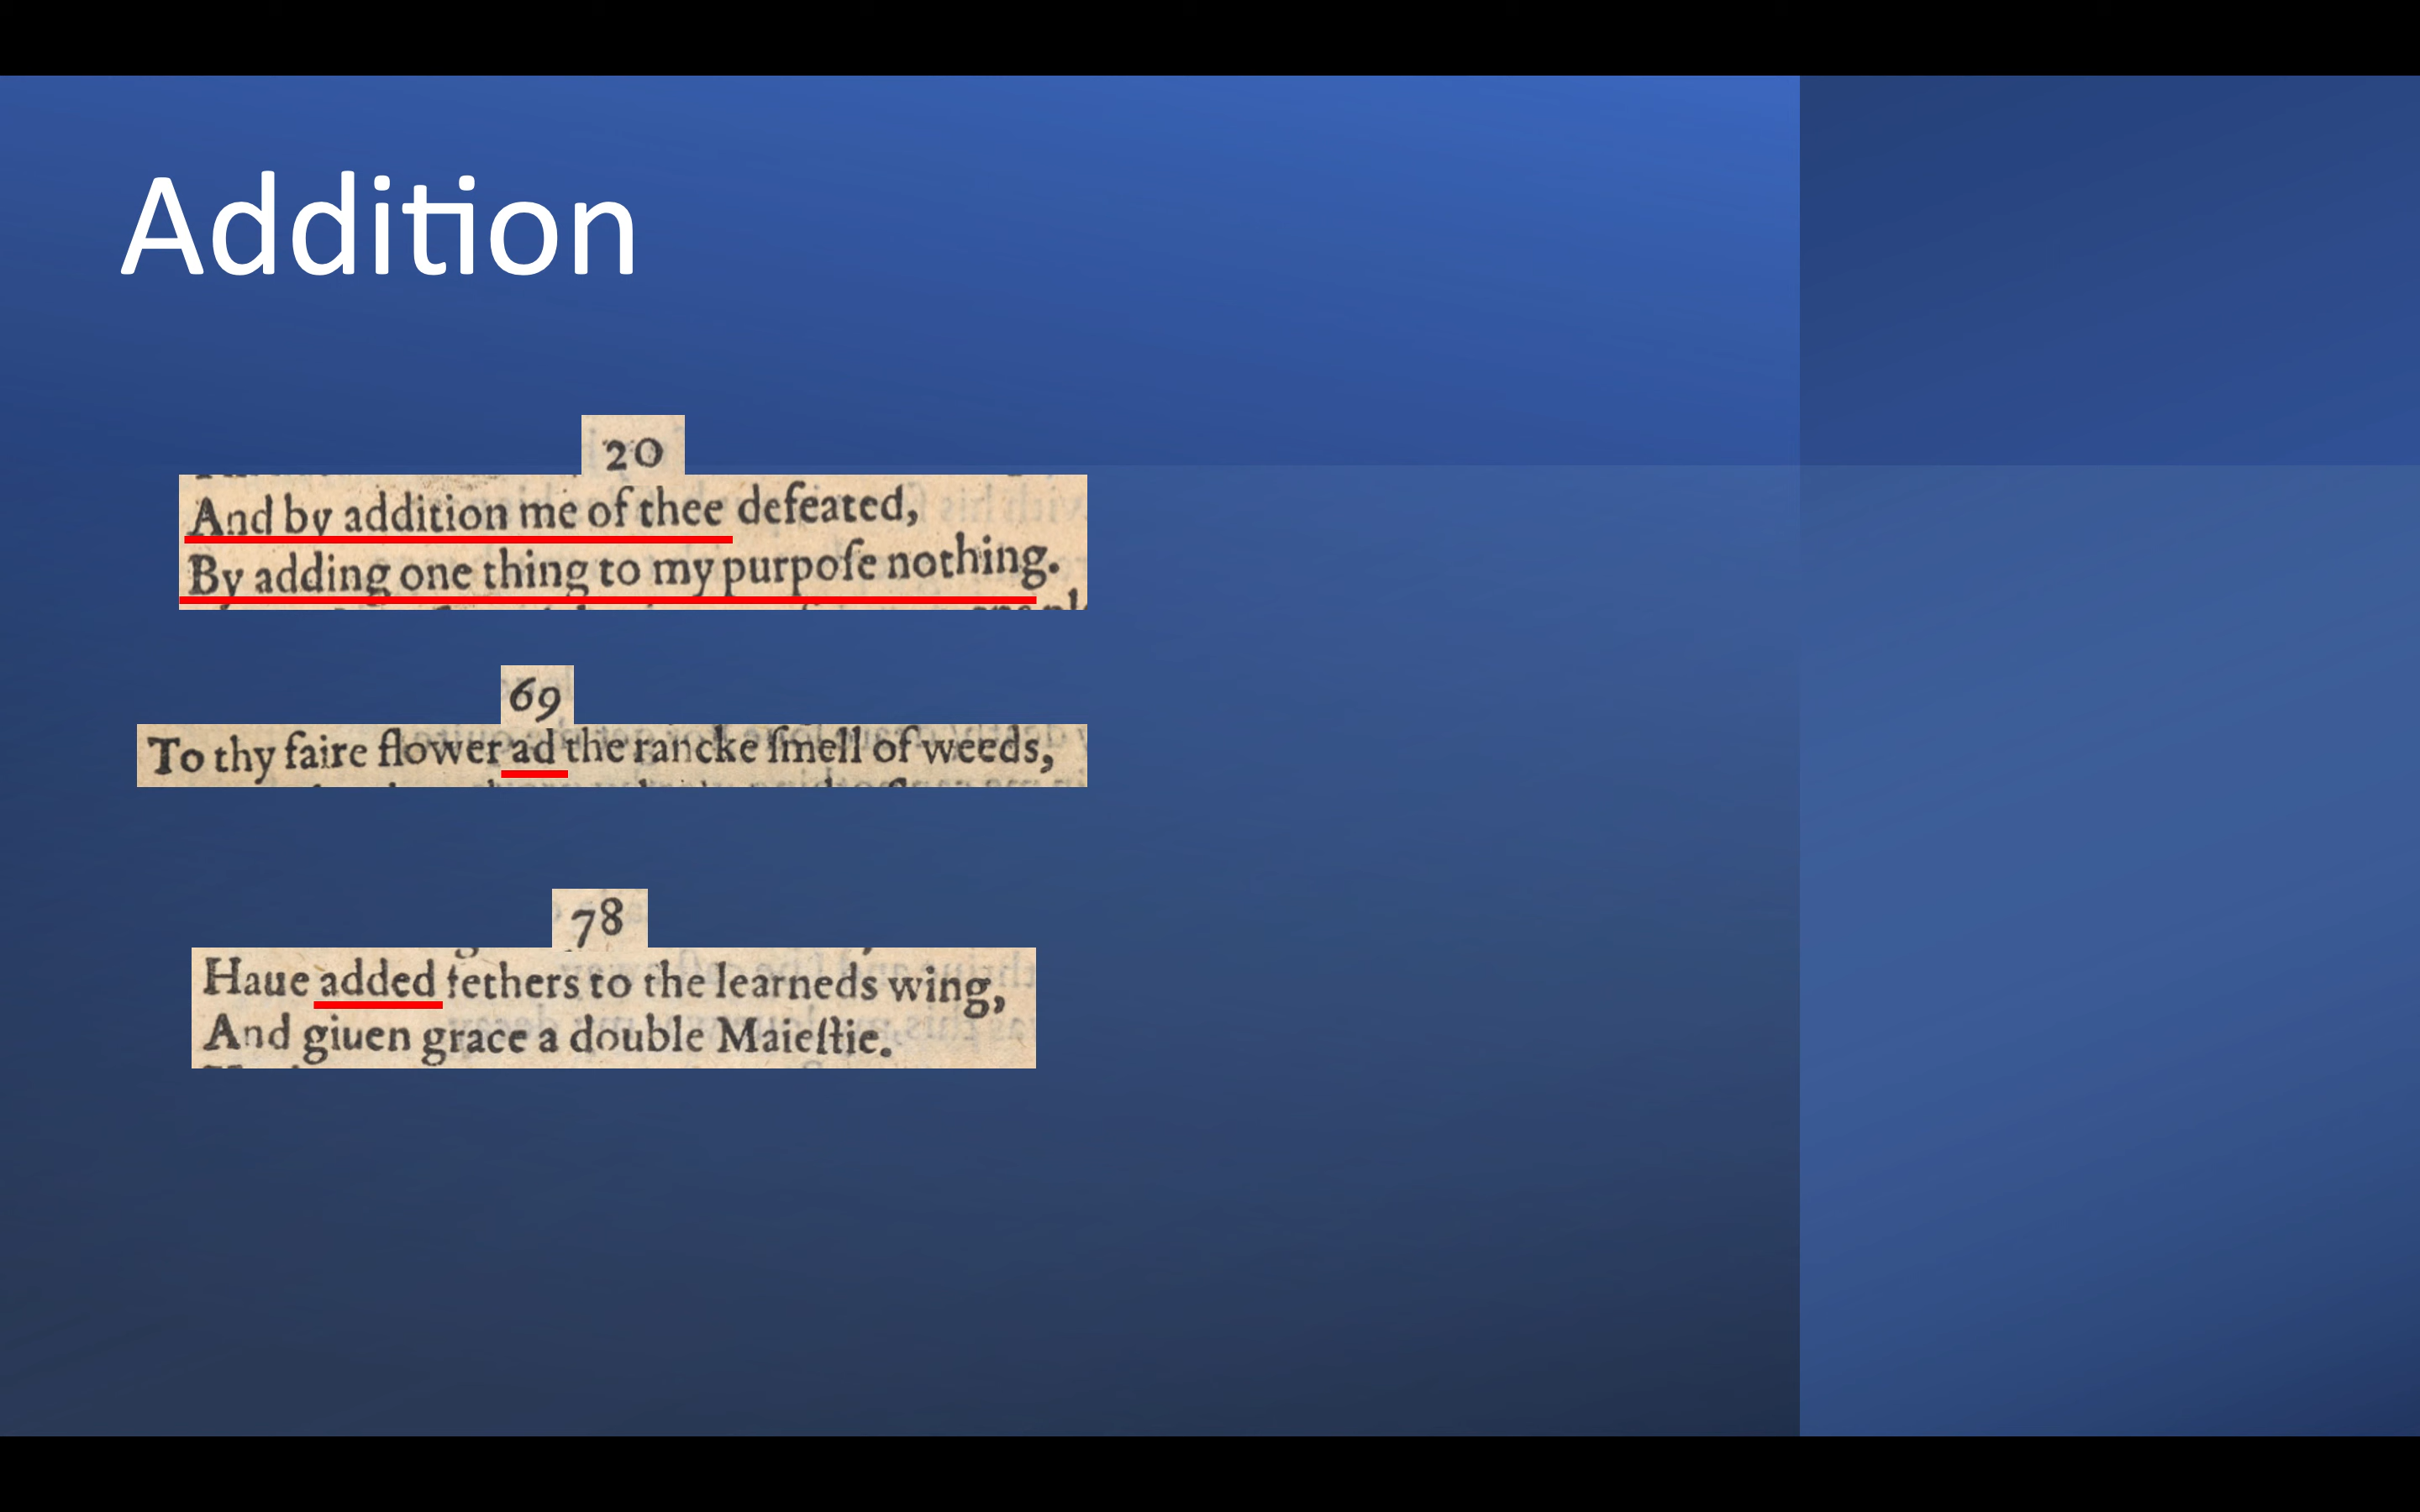 Addition
20
And by addition me of thee defeated,
By adding one thing to my purpoſe nothing.
69
To thy faire flower ad the rancke ſmell of weeds,
78
Haue added fethers to the learneds wing,
And giuen grace a double Maieſtie.